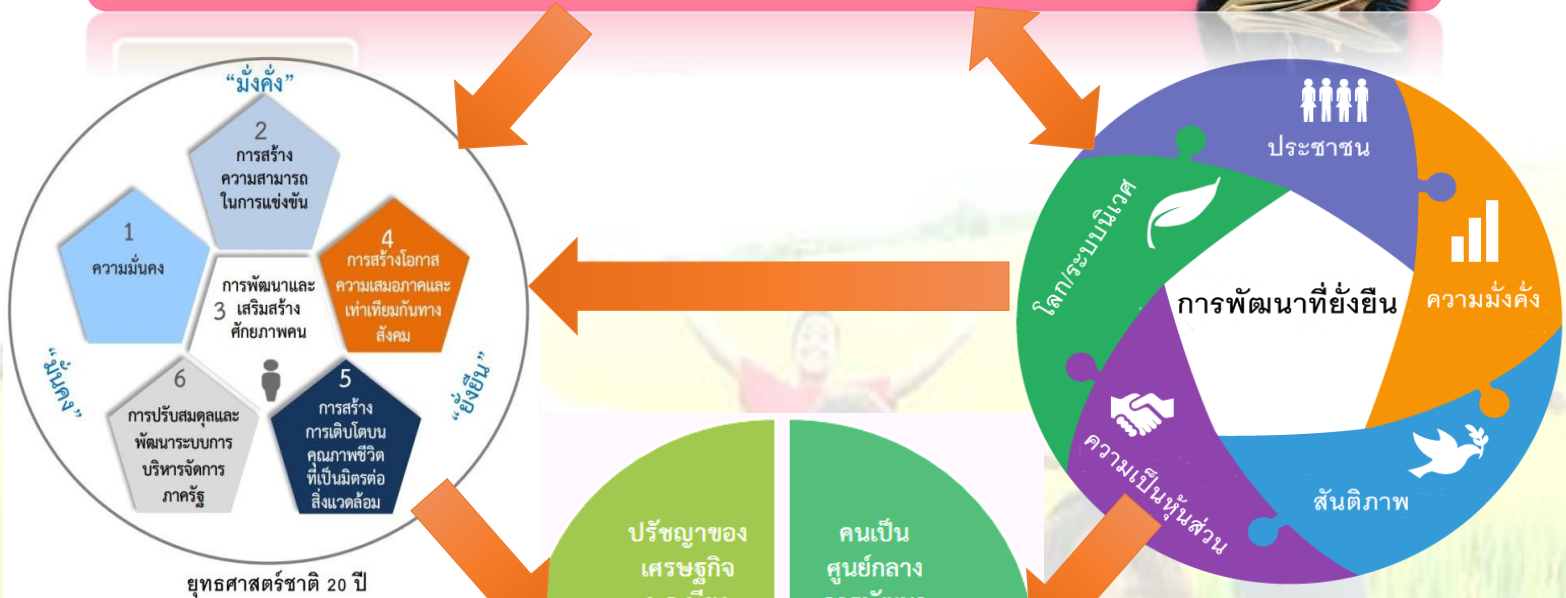 “มั่งคั่ง”
2
การสร้าง
ความสามารถ
ในการแข่งขัน
1
ความมั่นคง
4
การสร้างโอกาส
ความเสมอภาคและ
เท่าเทียมกันทาง
สังคม
การพัฒนาและ
3 เสริมสร้าง
ศักยภาพคน
“มั่นคง”
“ยั่งยืน”
6
การปรับสมดุลและ
พัฒนาระบบการ
บริหารจัดการ
ภาครัฐ
5
การสร้าง
การเติบโตบน
คุณภาพชีวิต
ที่เป็นมิตรต่อ
สิ่งแวดล้อม
ยุทธศาสตร์ชาติ 20 ปี
ประชาชน
โลก/ระบบนิเวศ
การพัฒนาที่ยั่งยืน
ความมั่งคั่ง
ความเป็นหุ้นส่วน
สันติภาพ
ปรัชญาของ
เศรษฐกิจ
คนเป็น
ศูนย์กลาง